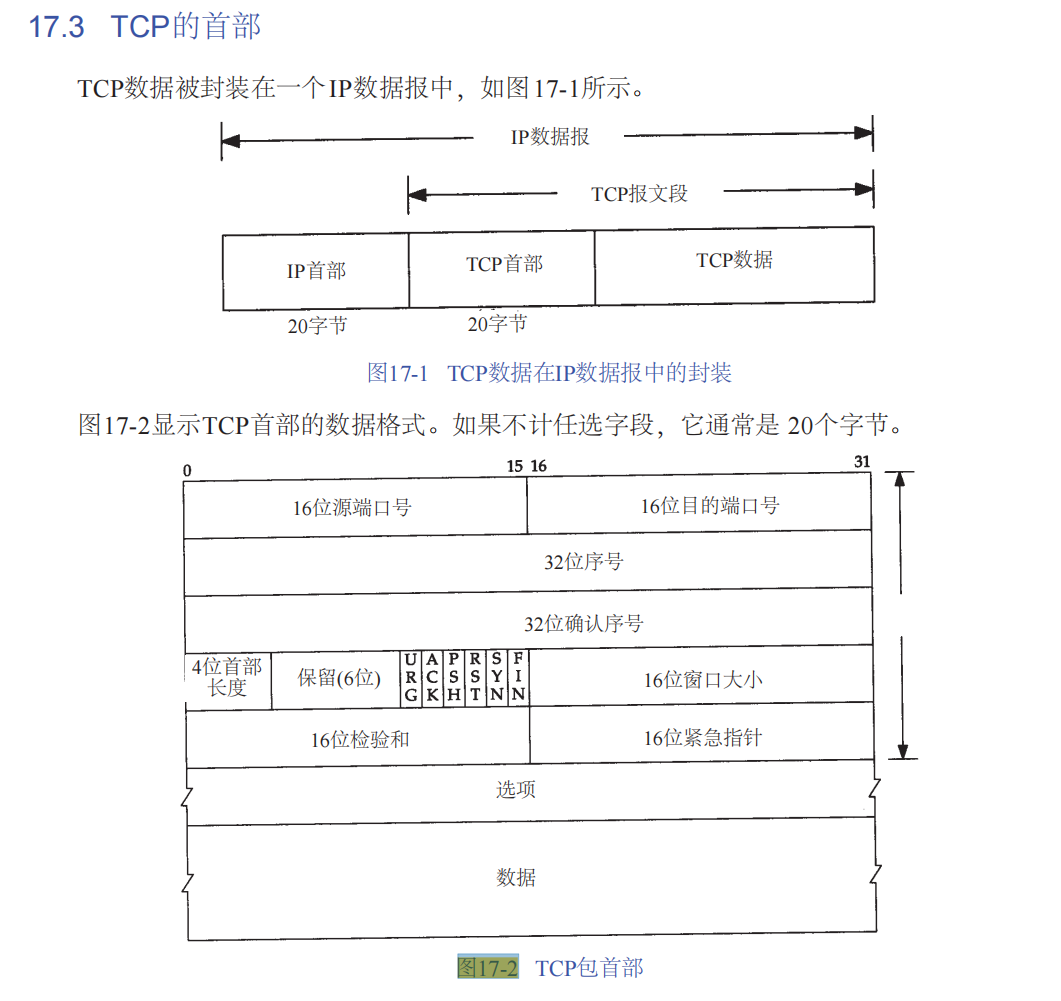 17.3 TCP的首部
TCP数据被封装在一个IP数据报中，如图17-1所示。
IP数据报
TCP报文段
IP首部 TCP首部 TCP数据
20字节 20字节
图17-1 TCP数据在IP数据报中的封装
图17-2显示TCP首部的数据格式。如果不计任选字段，它通常是 20个字节。
0 15 16 31
16位源端口号 16位目的端口号
32位序号
32位确认序号
4位首部长度 保留(6位) URG ACK PSH RST SYN FIN 16位窗口大小
16位检验和 16位紧急指针
选项
数据
图17-2 TCP包首部